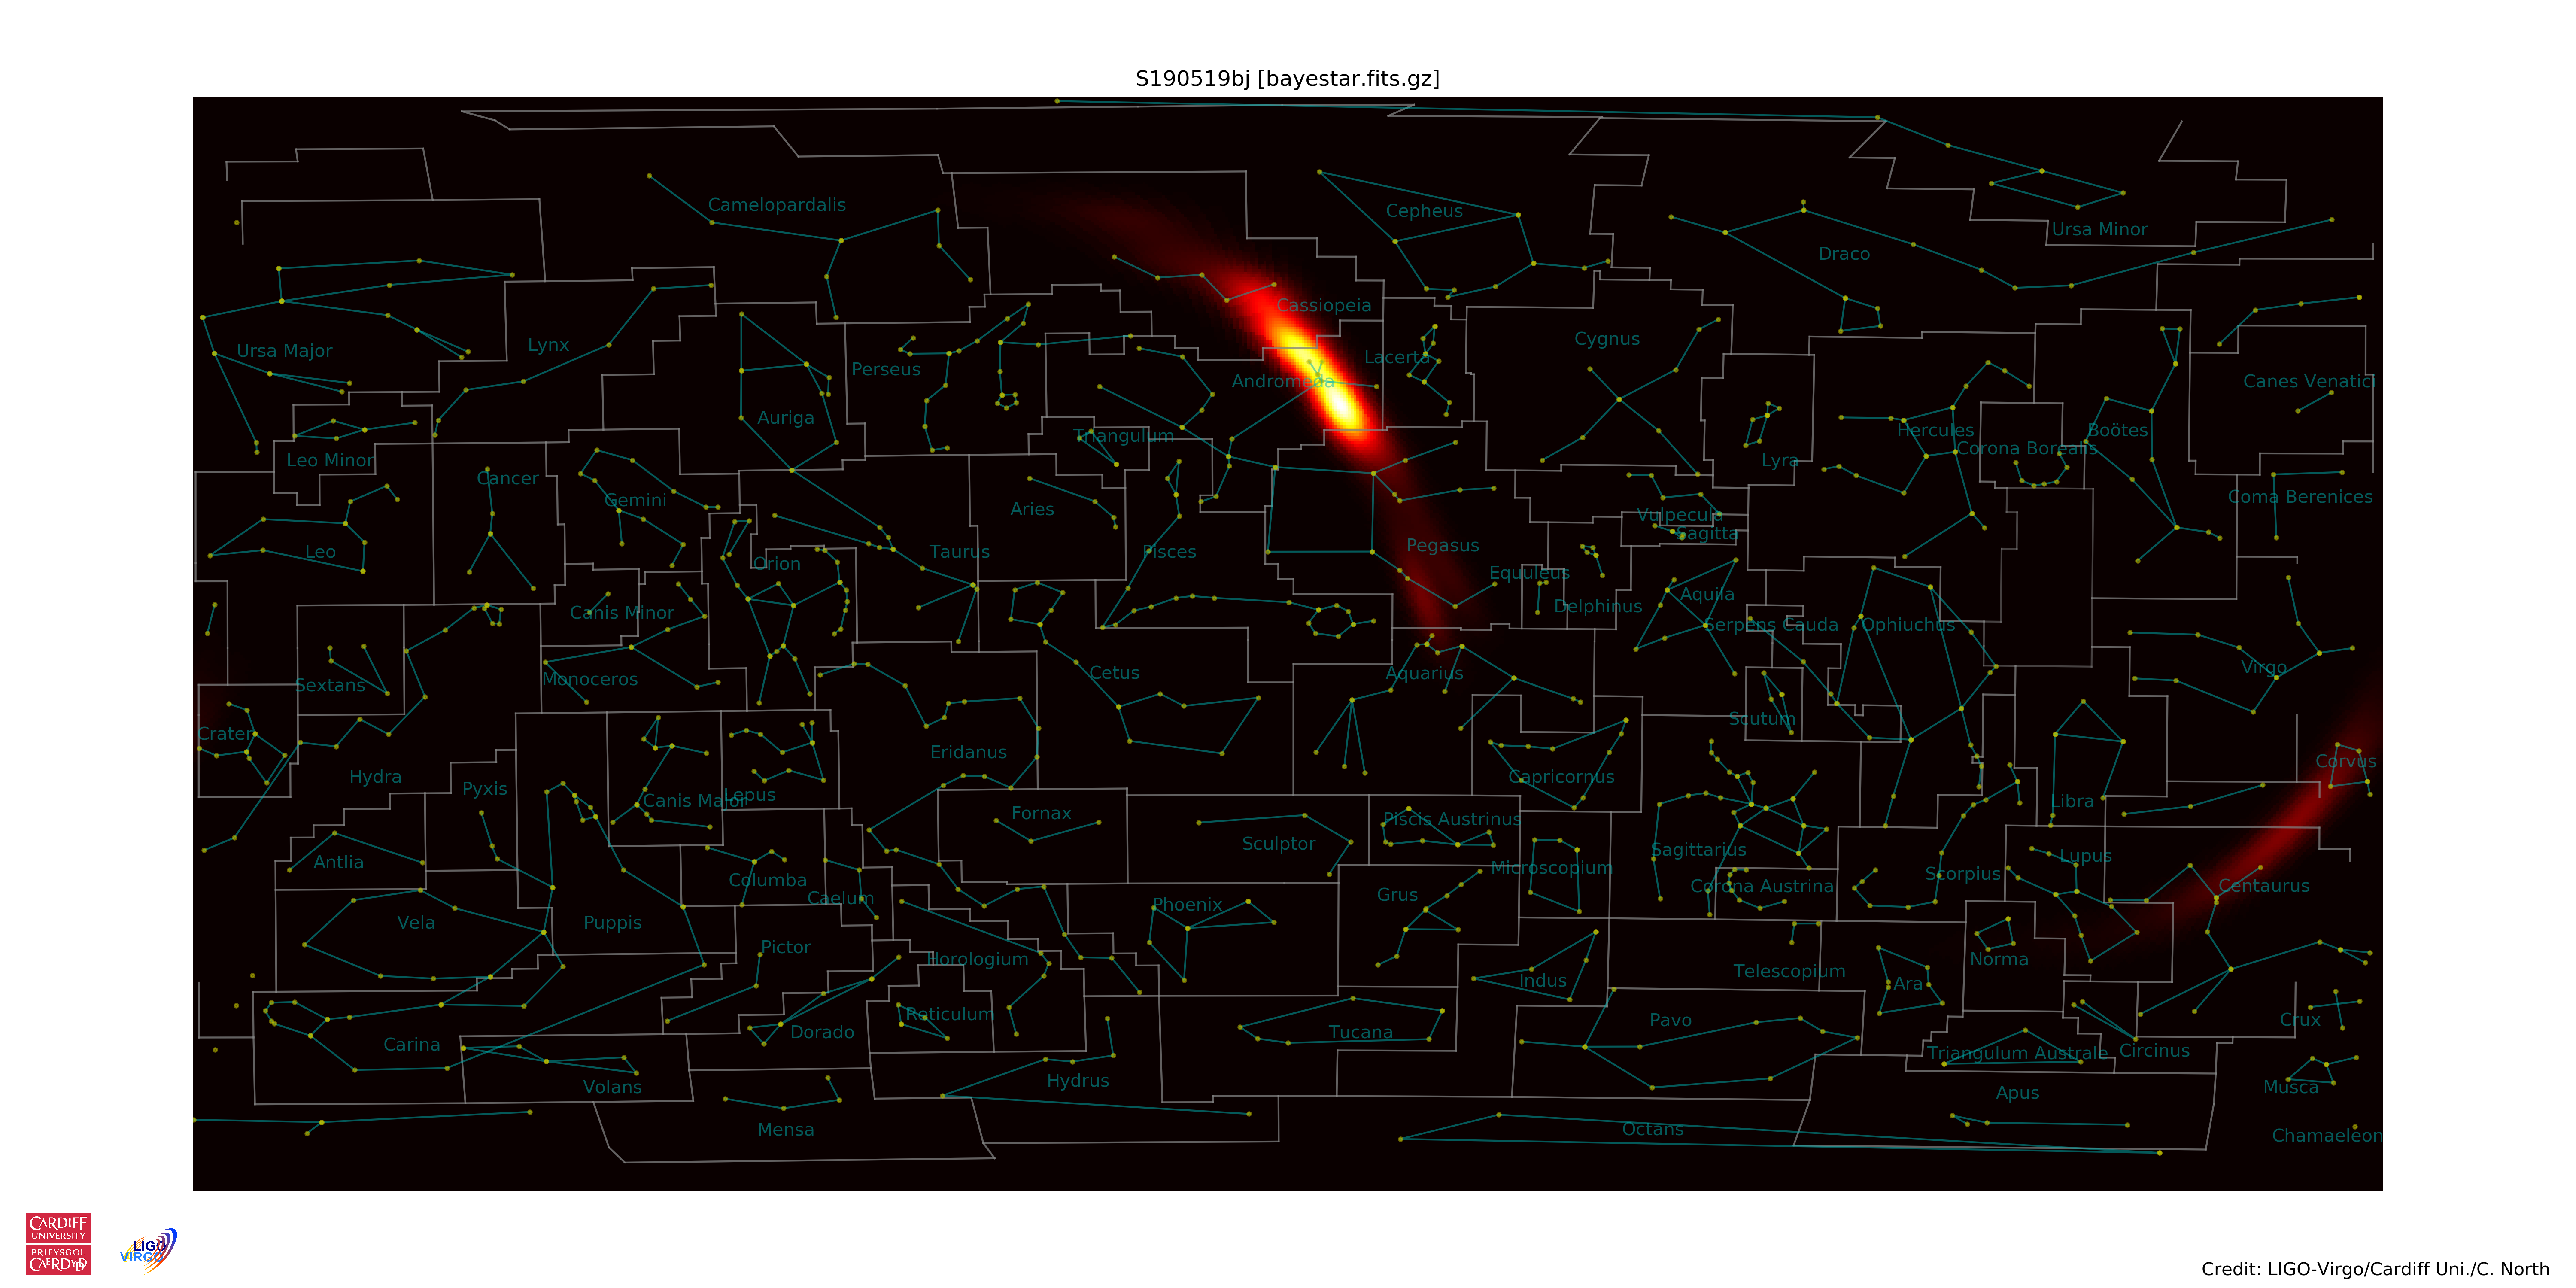 S190519bj [bayestar.fits.gz]
Camelopardalis
Cepheus
Ursa Minor
Draco
Cassiopeia
Cygnus
Ursa Major
Lynx
Lacerta
Perseus
Andromeda
Canes Venatici
Auriga
Triangulum
Hercules
Boötes
Corona Borealis
Leo Minor
Lyra
Cancer
Gemini
Coma Berenices
Aries
Vulpecula
Sagitta
Leo
Taurus
Pisces
Pegasus
Orion
Equuleus
Aquila
Delphinus
Canis Minor
Serpens Cauda
Ophiuchus
Virgo
Cetus
Aquarius
Monoceros
Sextans
Scutum
Crater
Eridanus
Corvus
Hydra
Capricornus
Pyxis
Lepus
Canis Major
Libra
Fornax
Piscis Austrinus
Sculptor
Sagittarius
Lupus
Antlia
Microscopium
Scorpius
Columba
Corona Austrina
Centaurus
Grus
Caelum
Phoenix
Vela
Puppis
Pictor
Horologium
Norma
Telescopium
Indus
Ara
Reticulum
Pavo
Crux
Dorado
Tucana
Carina
Circinus
Triangulum Australe
Hydrus
Volans
Musca
Apus
Mensa
Octans
Chamaeleon
CARDIFF
UNIVERSITY
PRIFYSGOL
CAERDYDD
LIGO
VIRGO
Credit: LIGO-Virgo/Cardiff Uni./C. North